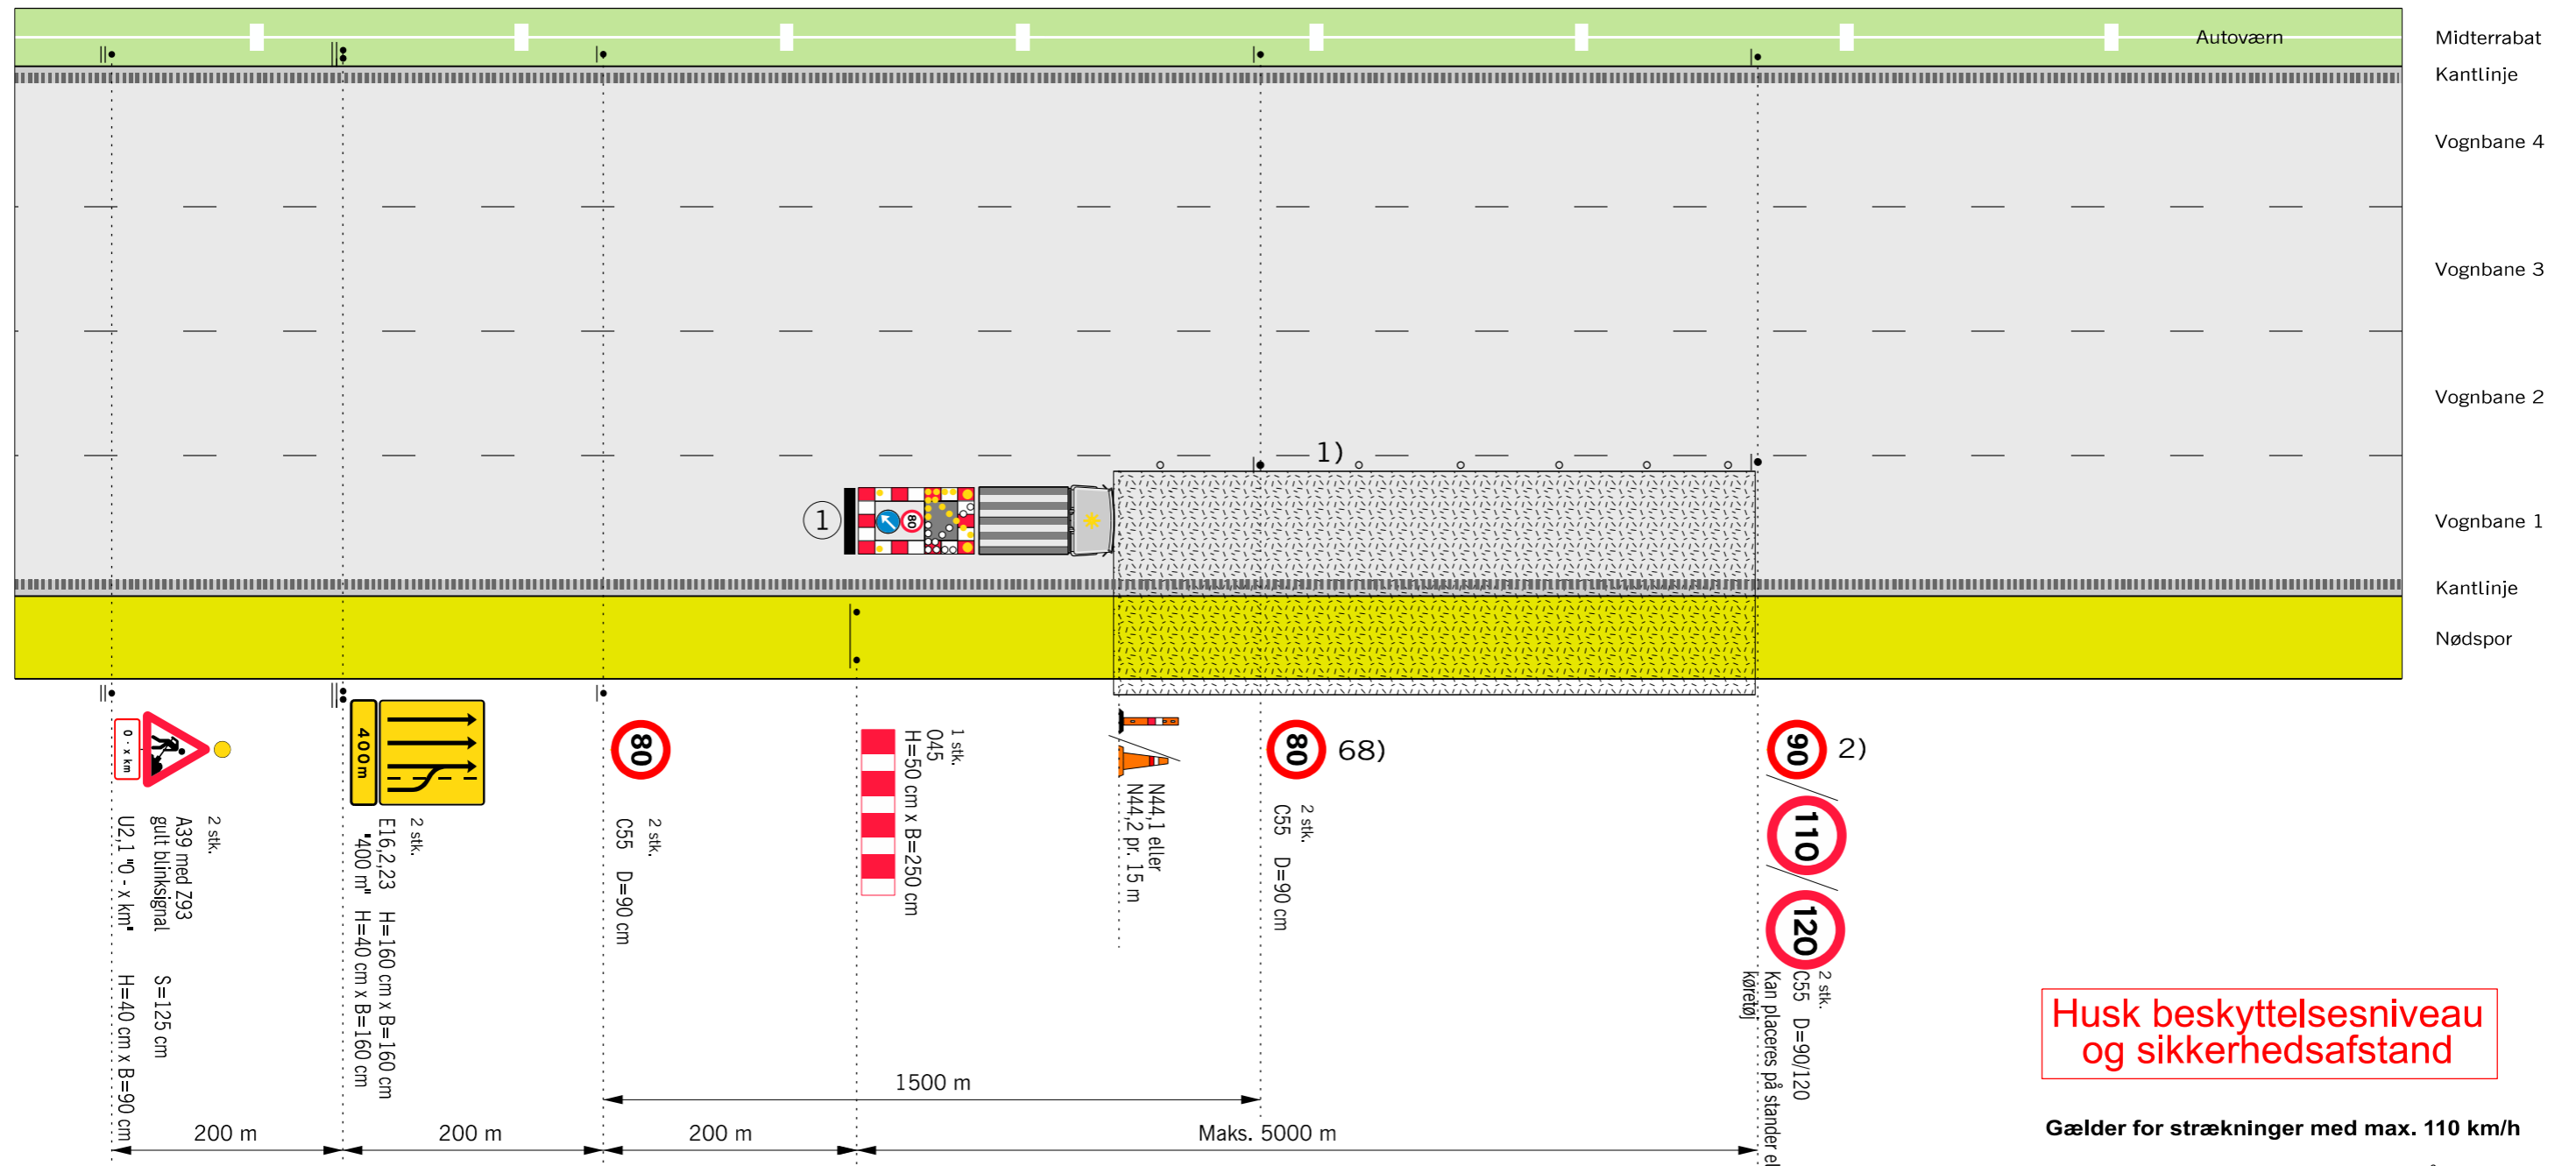 Autoværn
Midterrabat
Kantlinje
Vognbane 4
Vognbane 3
Vognbane 2
1)
1
80
Vognbane 1
Kantlinje
Nødspor
0 - x km
2 stk.
A39 med Z93
gult blinksignal S=125 cm
U2,1 "0 - x km" H=40 cm x B=90 cm
400 m
2 stk.
E16,2,23 H=160 cm x B=160 cm
"400 m" H=40 cm x B=160 cm
80
2 stk.
C55 D=90 cm
1 stk.
O45
H=50 cm x B=250 cm
N44,1 eller
N44,2 pr. 15 m
80
68)
2 stk.
C55 D=90 cm
90
2)
110
120
2 stk.
C55 D=90/120
Kan placeres på stander el
køretøj.
Husk beskyttelsesniveau
og sikkerhedsafstand
1500 m
200 m
200 m
200 m
Maks. 5000 m
Gælder for strækninger med max. 110 km/h